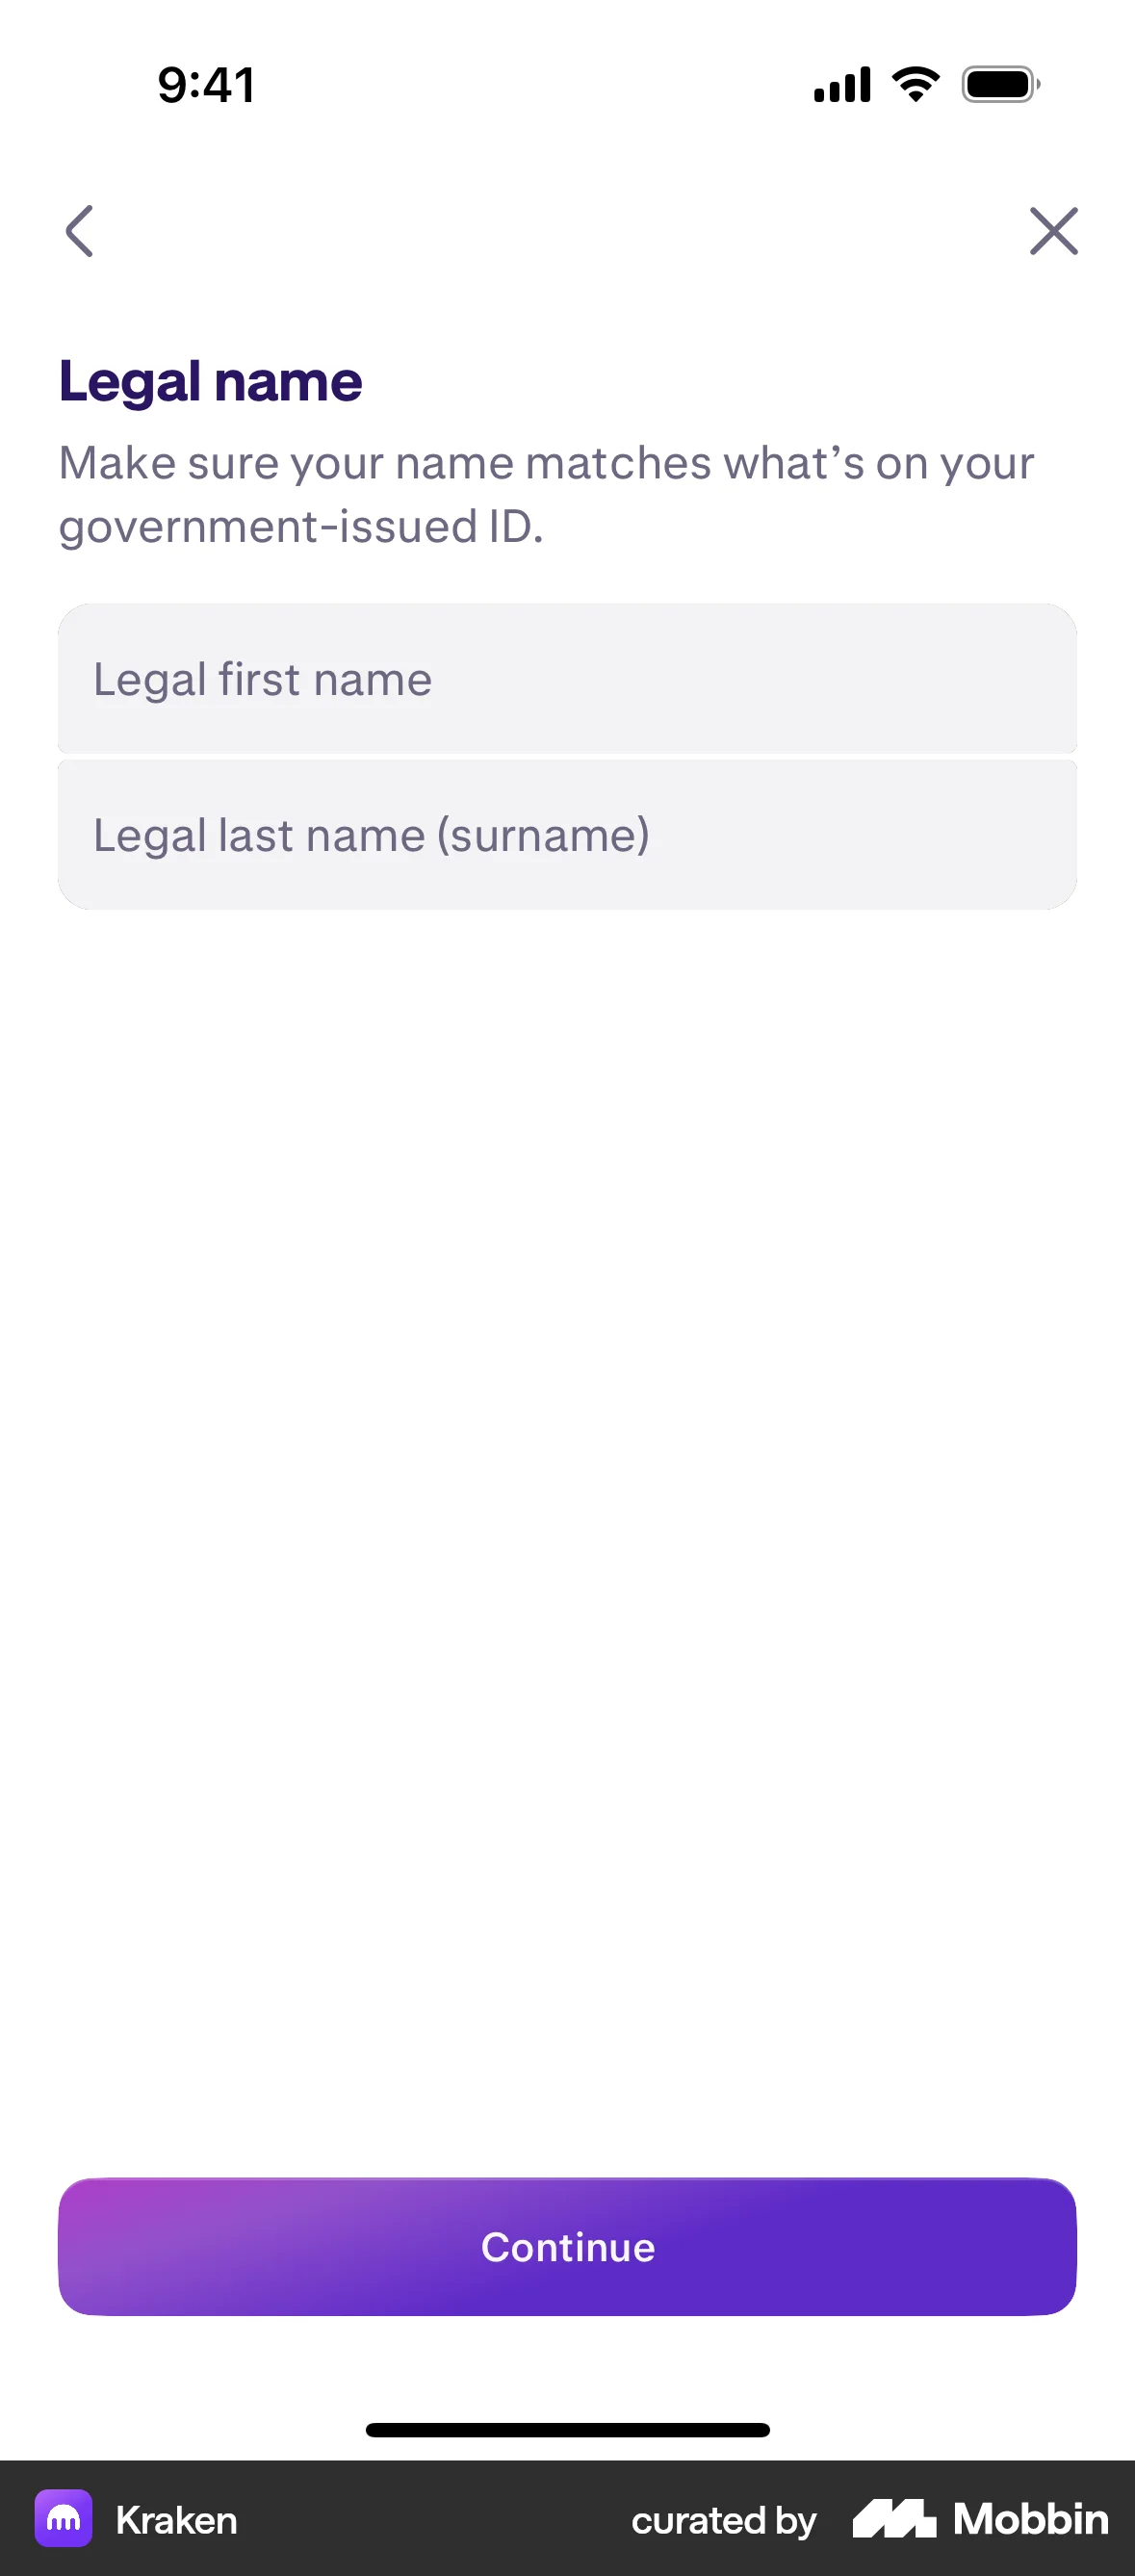 9:41
Legal name
Make sure your name matches what’s on your
government-issued ID.
Legal first name
Legal last name (surname)
Continue
Kraken
curated by Mobbin